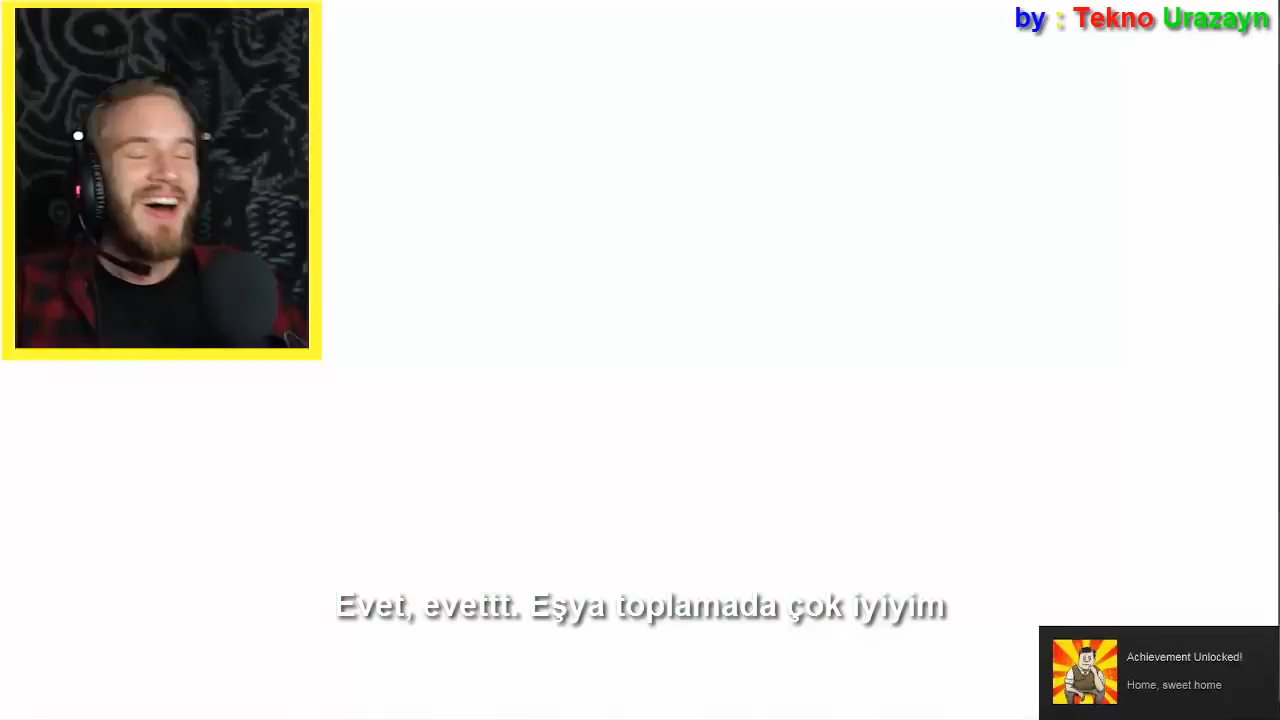 by : Tekno Urazayn
Evet, evettt. Eşya toplamada çok iyiyim
Achievement Unlocked!
Home, sweet home